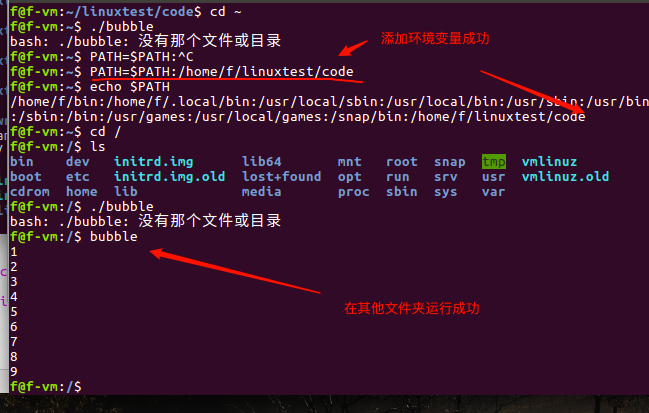 f@f-vm:~/linuxtest/code$ cd ~
f@f-vm:~$ ./bubble
bash: ./bubble: 没有那个文件或目录
添加环境变量成功
f@f-vm:~$ PATH=$PATH:^C
f@f-vm:~$ PATH=$PATH:/home/f/linuxtest/code
f@f-vm:~$ echo $PATH
/home/f/bin:/home/f/.local/bin:/usr/local/sbin:/usr/local/bin:/usr/sbin:/usr/bin
:/sbin:/bin:/usr/games:/usr/local/games:/snap/bin:/home/f/linuxtest/code
f@f-vm:~$ cd /
f@f-vm:/$ ls
bin dev initrd.img lib64 mnt root snap tmp vmlinuz
boot etc initrd.img.old lost+found opt run srv usr vmlinuz.old
cdrom home lib media proc sbin sys var
f@f-vm:/$ ./bubble
bash: ./bubble: 没有那个文件或目录
f@f-vm:/$ bubble
1
2
3
在其他文件夹运行成功
4
5
6
7
8
9
f@f-vm:/$